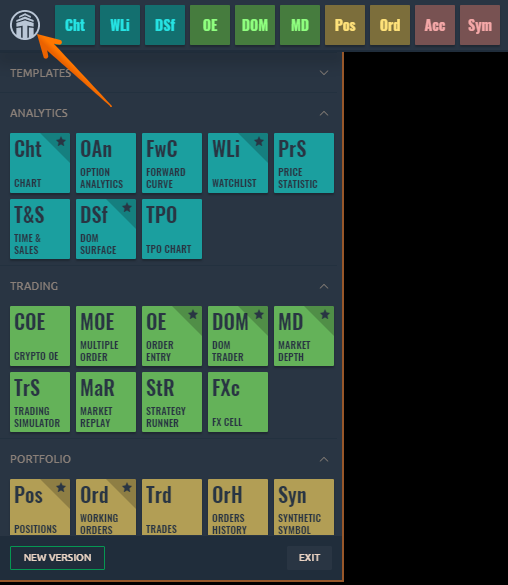 Cht WLi DSf OE DOM MD Pos Ord Acc Sym
TEMPLATES
ANALYTICS
Cht OAn FwC WLi PrS
CHART
OPTION
ANALYTICS
FORWARD
CURVE
WATCHLIST
PRICE
STATISTIC
T&S DSf TPO
TIME &
SALES
DOM
SURFACE
TPO CHART
TRADING
COE MOE OE DOM MD
CRYPTO OE
MULTIPLE
ORDER
ORDER
ENTRY
DOM
TRADER
MARKET
DEPTH
TrS MaR StR FXc
TRADING
SIMULATOR
MARKET
REPLAY
STRATEGY
RUNNER
FX CELL
PORTFOLIO
Pos Ord Trd OrH Syn
POSITIONS
WORKING
ORDERS
TRADES
ORDERS
HISTORY
SYNTHETIC
SYMBOL
NEW VERSION EXIT